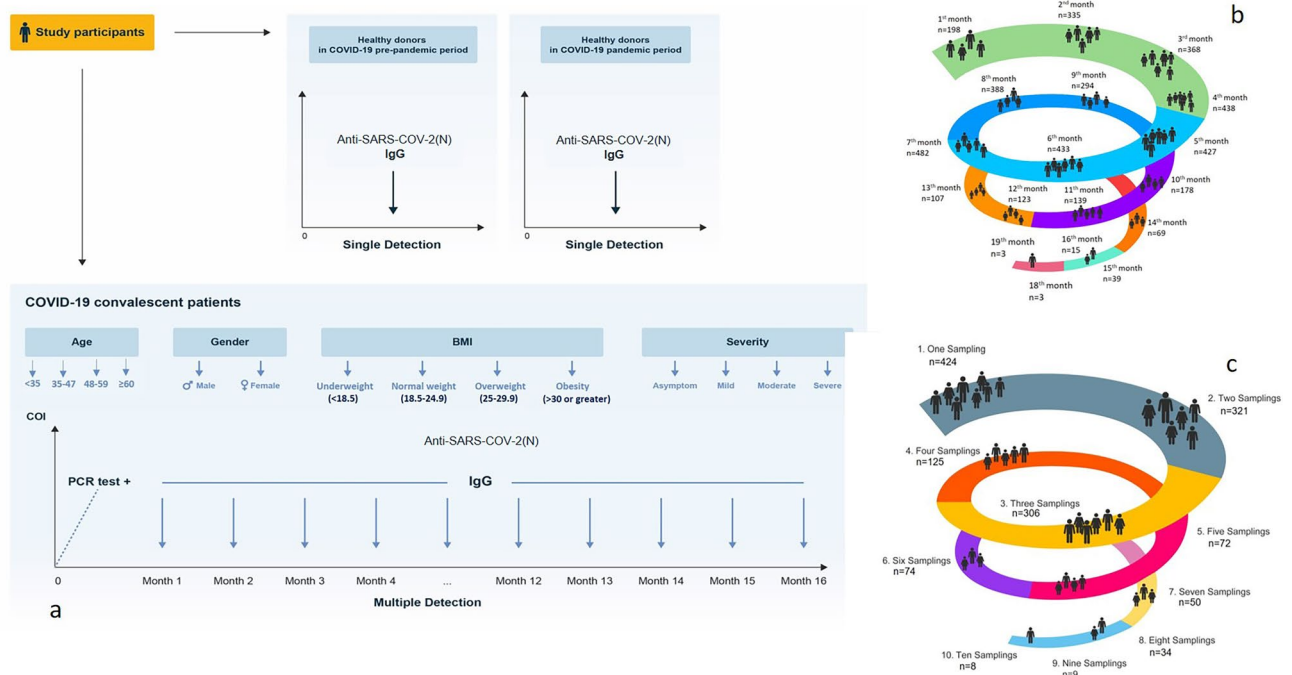 Study participants
Healthy donors
in COVID-19 pre-pandemic period
Anti-SARS-COV-2(N)
IgG
0
Single Detection
Healthy donors
in COVID-19 pandemic period
Anti-SARS-COV-2(N)
IgG
0
Single Detection
COVID-19 convalescent patients
Age
<35
35-47
48-59
≥60
Gender
♂ Male
♀ Female
BMI
Underweight
(<18.5)
Normal weight
(18.5-24.9)
Overweight
(25-29.9)
Obesity
(>30 or greater)
Severity
Asymptom
Mild
Moderate
Severe
COI
Anti-SARS-COV-2(N)
PCR test +
IgG
0
Month 1
Month 2
Month 3
Month 4
...
Month 12
Month 13
Month 14
Month 15
Month 16
Multiple Detection
a
b
1st month
n=198
2nd month
n=335
3rd month
n=368
4th month
n=438
5th month
n=427
6th month
n=433
7th month
n=482
8th month
n=388
9th month
n=294
10th month
n=178
11th month
n=139
12th month
n=123
13th month
n=107
14th month
n=69
15th month
n=39
16th month
n=15
18th month
n=3
19th month
n=3
c
1. One Sampling
n=424
2. Two Samplings
n=321
3. Three Samplings
n=306
4. Four Samplings
n=125
5. Five Samplings
n=72
6. Six Samplings
n=74
7. Seven Samplings
n=50
8. Eight Samplings
n=34
9. Nine Samplings
n=9
10. Ten Samplings
n=8